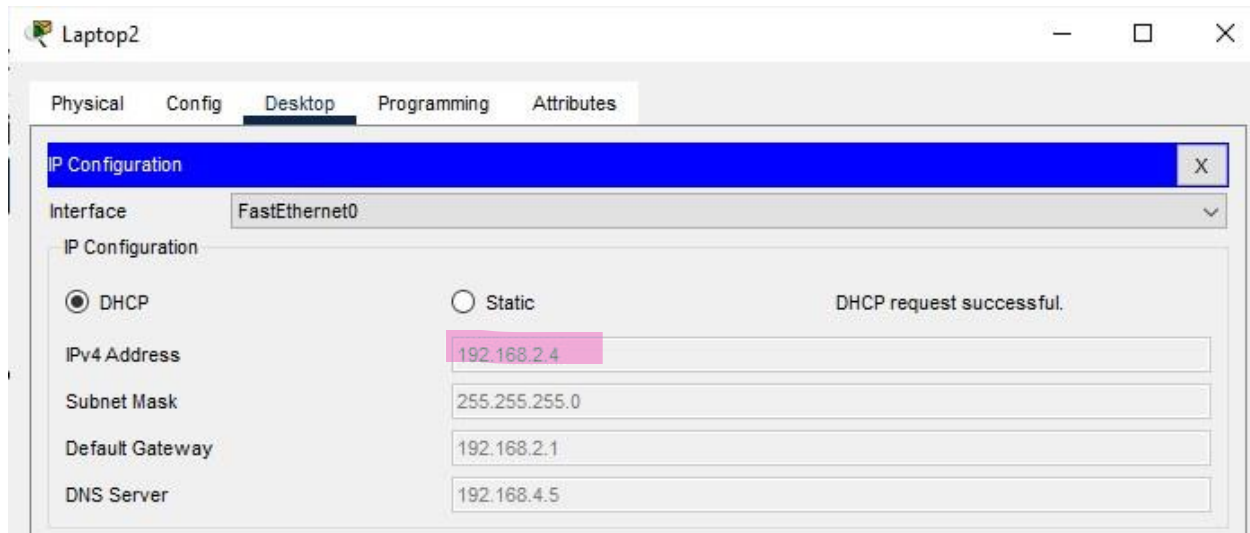 Laptop2
Physical Config Desktop Programming Attributes
IP Configuration X
Interface FastEthernet0
IP Configuration
DHCP Static DHCP request successful.
IPv4 Address 192.168.2.4
Subnet Mask 255.255.255.0
Default Gateway 192.168.2.1
DNS Server 192.168.4.5